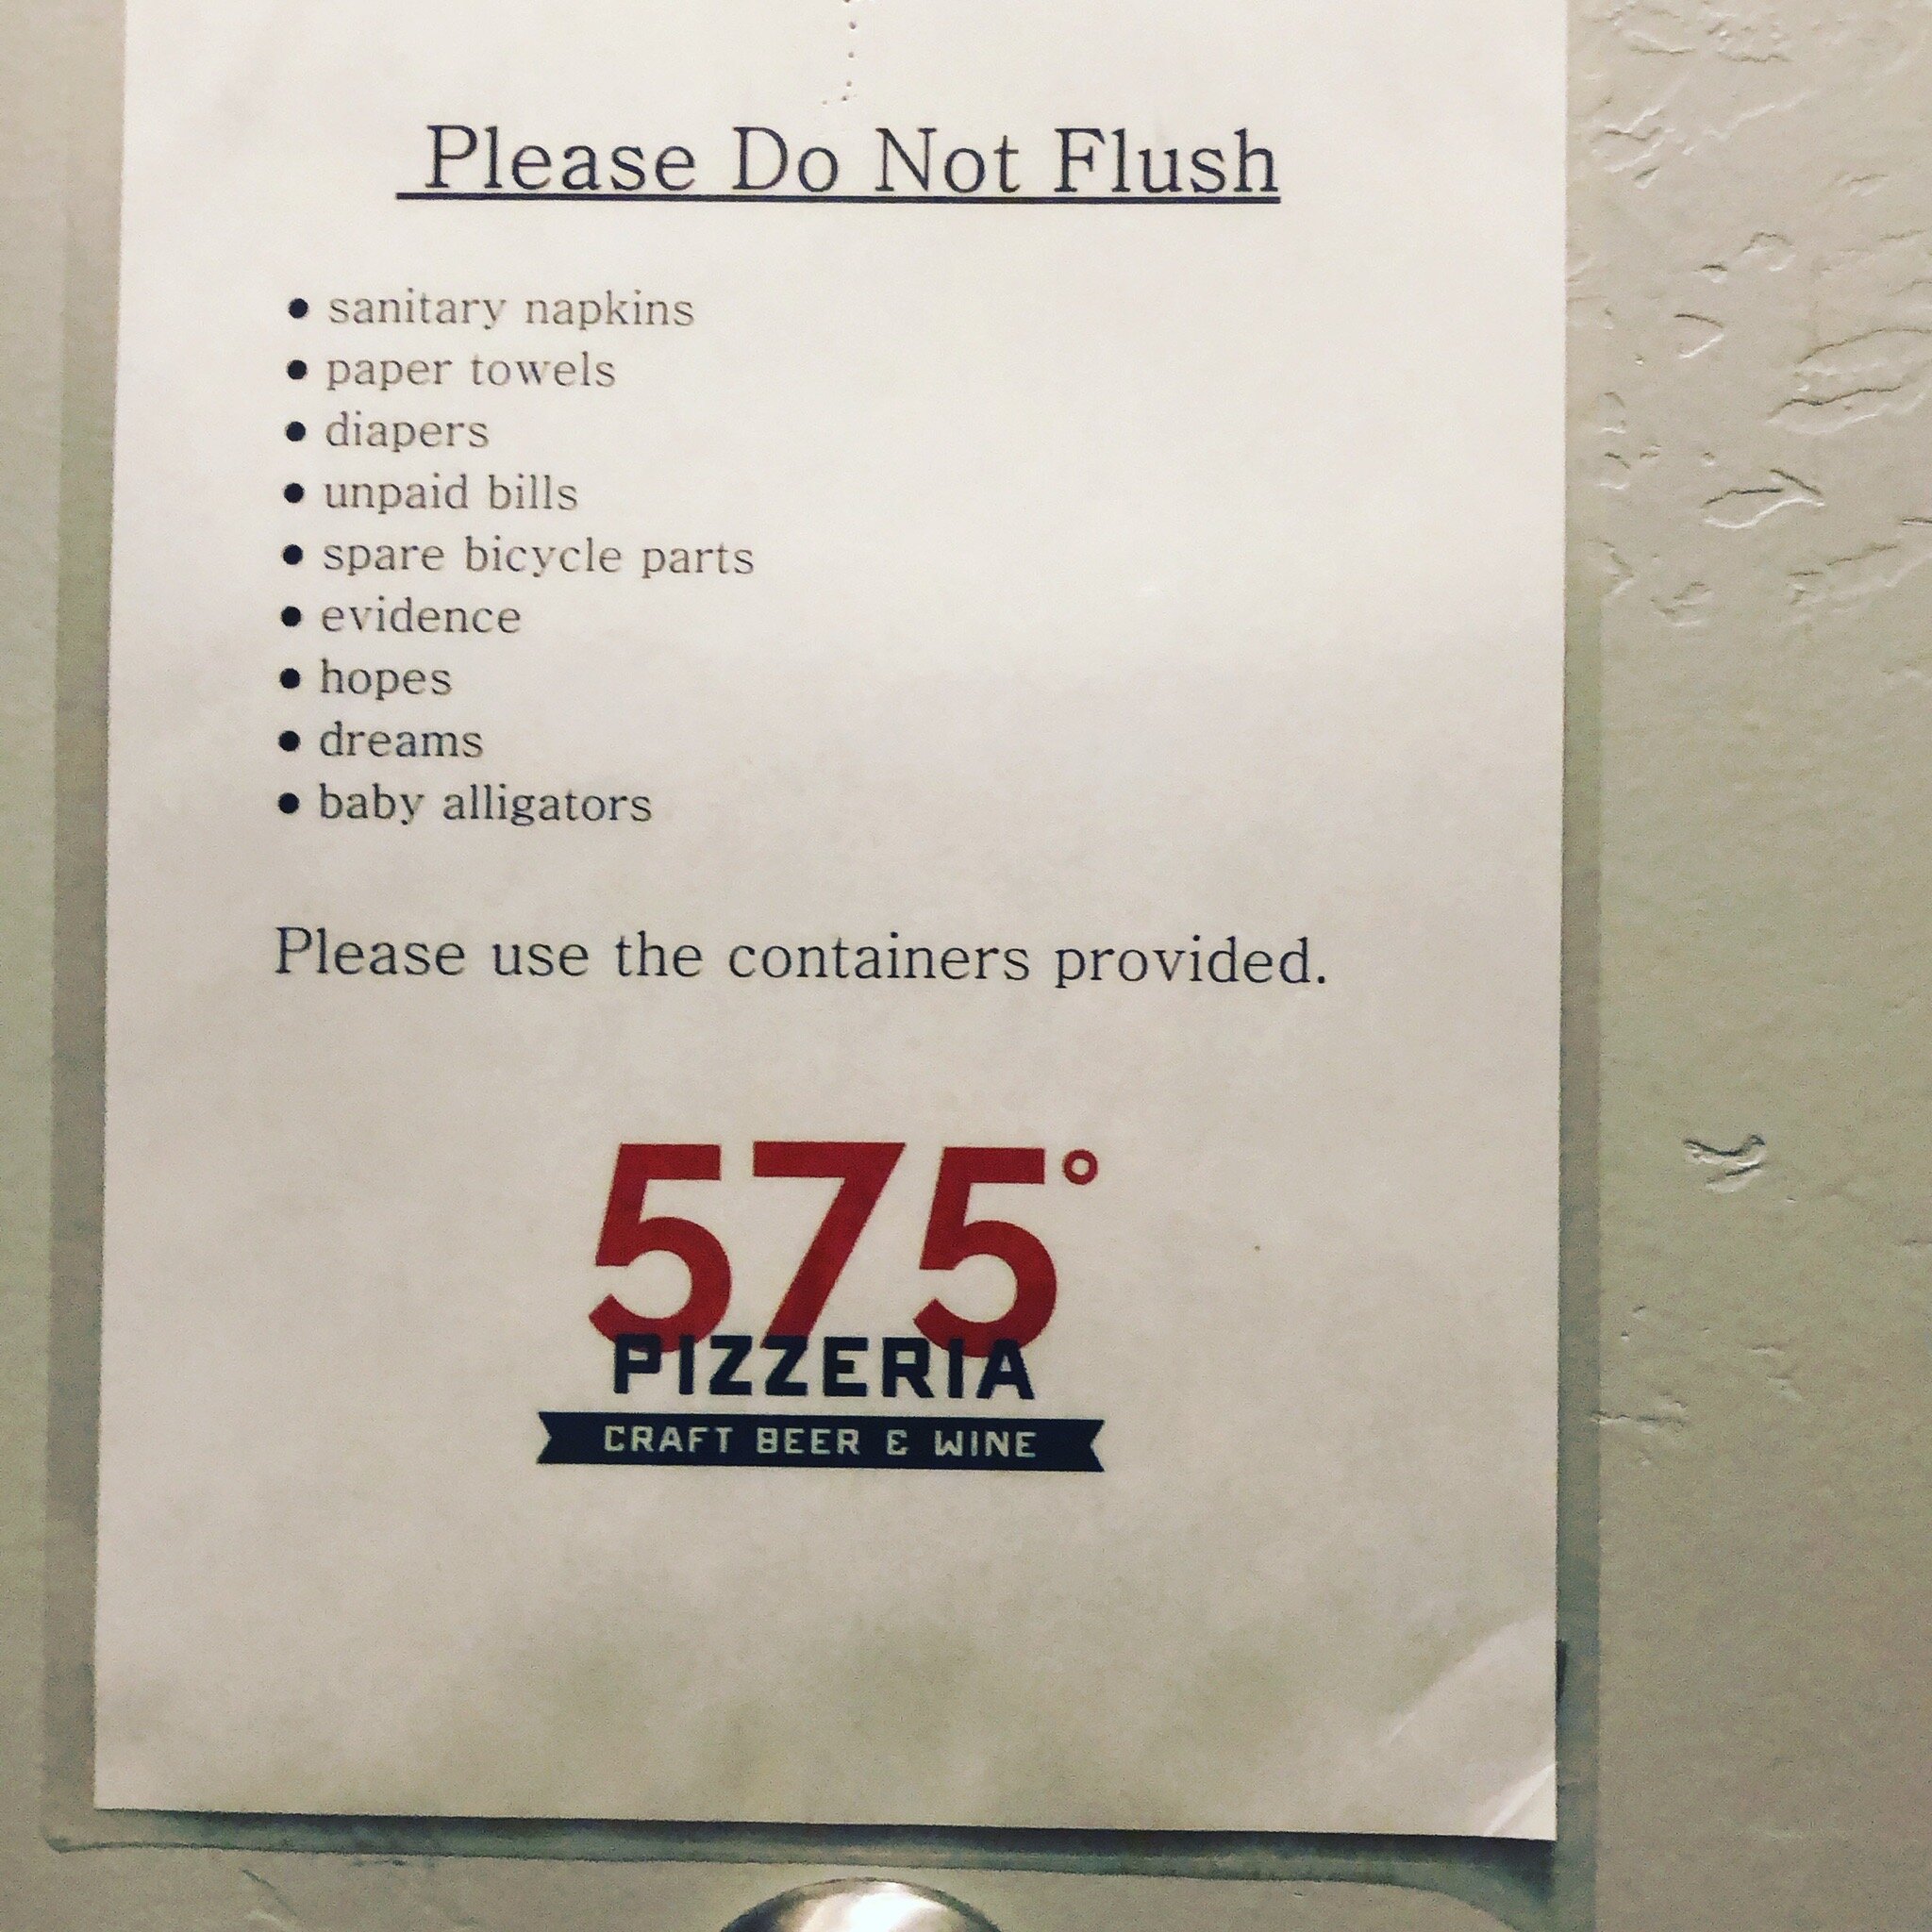 Please Do Not Flush
• sanitary napkins
• paper towels
• diapers
• unpaid bills
• spare bicycle parts
• evidence
• hopes
• dreams
• baby alligators
Please use the containers provided.
575°
PIZZERIA
CRAFT BEER & WINE